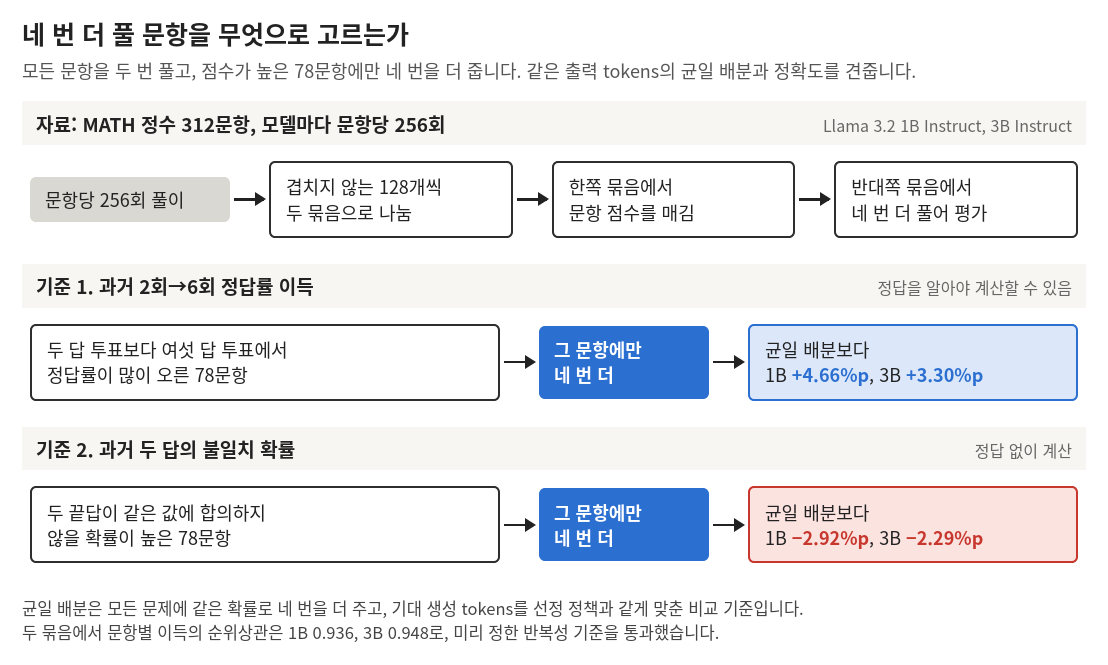 네 번 더 풀 문항을 무엇으로 고르는가
모든 문항을 두 번 풀고, 점수가 높은 78문항에만 네 번을 더 줍니다. 같은 출력 tokens의 균일 배분과 정확도를 견줍니다.
자료: MATH 정수 312문항, 모델마다 문항당 256회
Llama 3.2 1B Instruct, 3B Instruct
문항당 256회 풀이
겹치지 않는 128개씩
두 묶음으로 나눔
한쪽 묶음에서
문항 점수를 매김
반대쪽 묶음에서
네 번 더 풀어 평가
기준 1. 과거 2회→6회 정답률 이득
정답을 알아야 계산할 수 있음
두 답 투표보다 여섯 답 투표에서
정답률이 많이 오른 78문항
그 문항에만
네 번 더
균일 배분보다
1B +4.66%p, 3B +3.30%p
기준 2. 과거 두 답의 불일치 확률
정답 없이 계산
두 끝답이 같은 값에 합의하지
않을 확률이 높은 78문항
그 문항에만
네 번 더
균일 배분보다
1B −2.92%p, 3B −2.29%p
균일 배분은 모든 문제에 같은 확률로 네 번을 더 주고, 기대 생성 tokens를 선정 정책과 같게 맞춘 비교 기준입니다.
두 묶음에서 문항별 이득의 순위상관은 1B 0.936, 3B 0.948로, 미리 정한 반복성 기준을 통과했습니다.